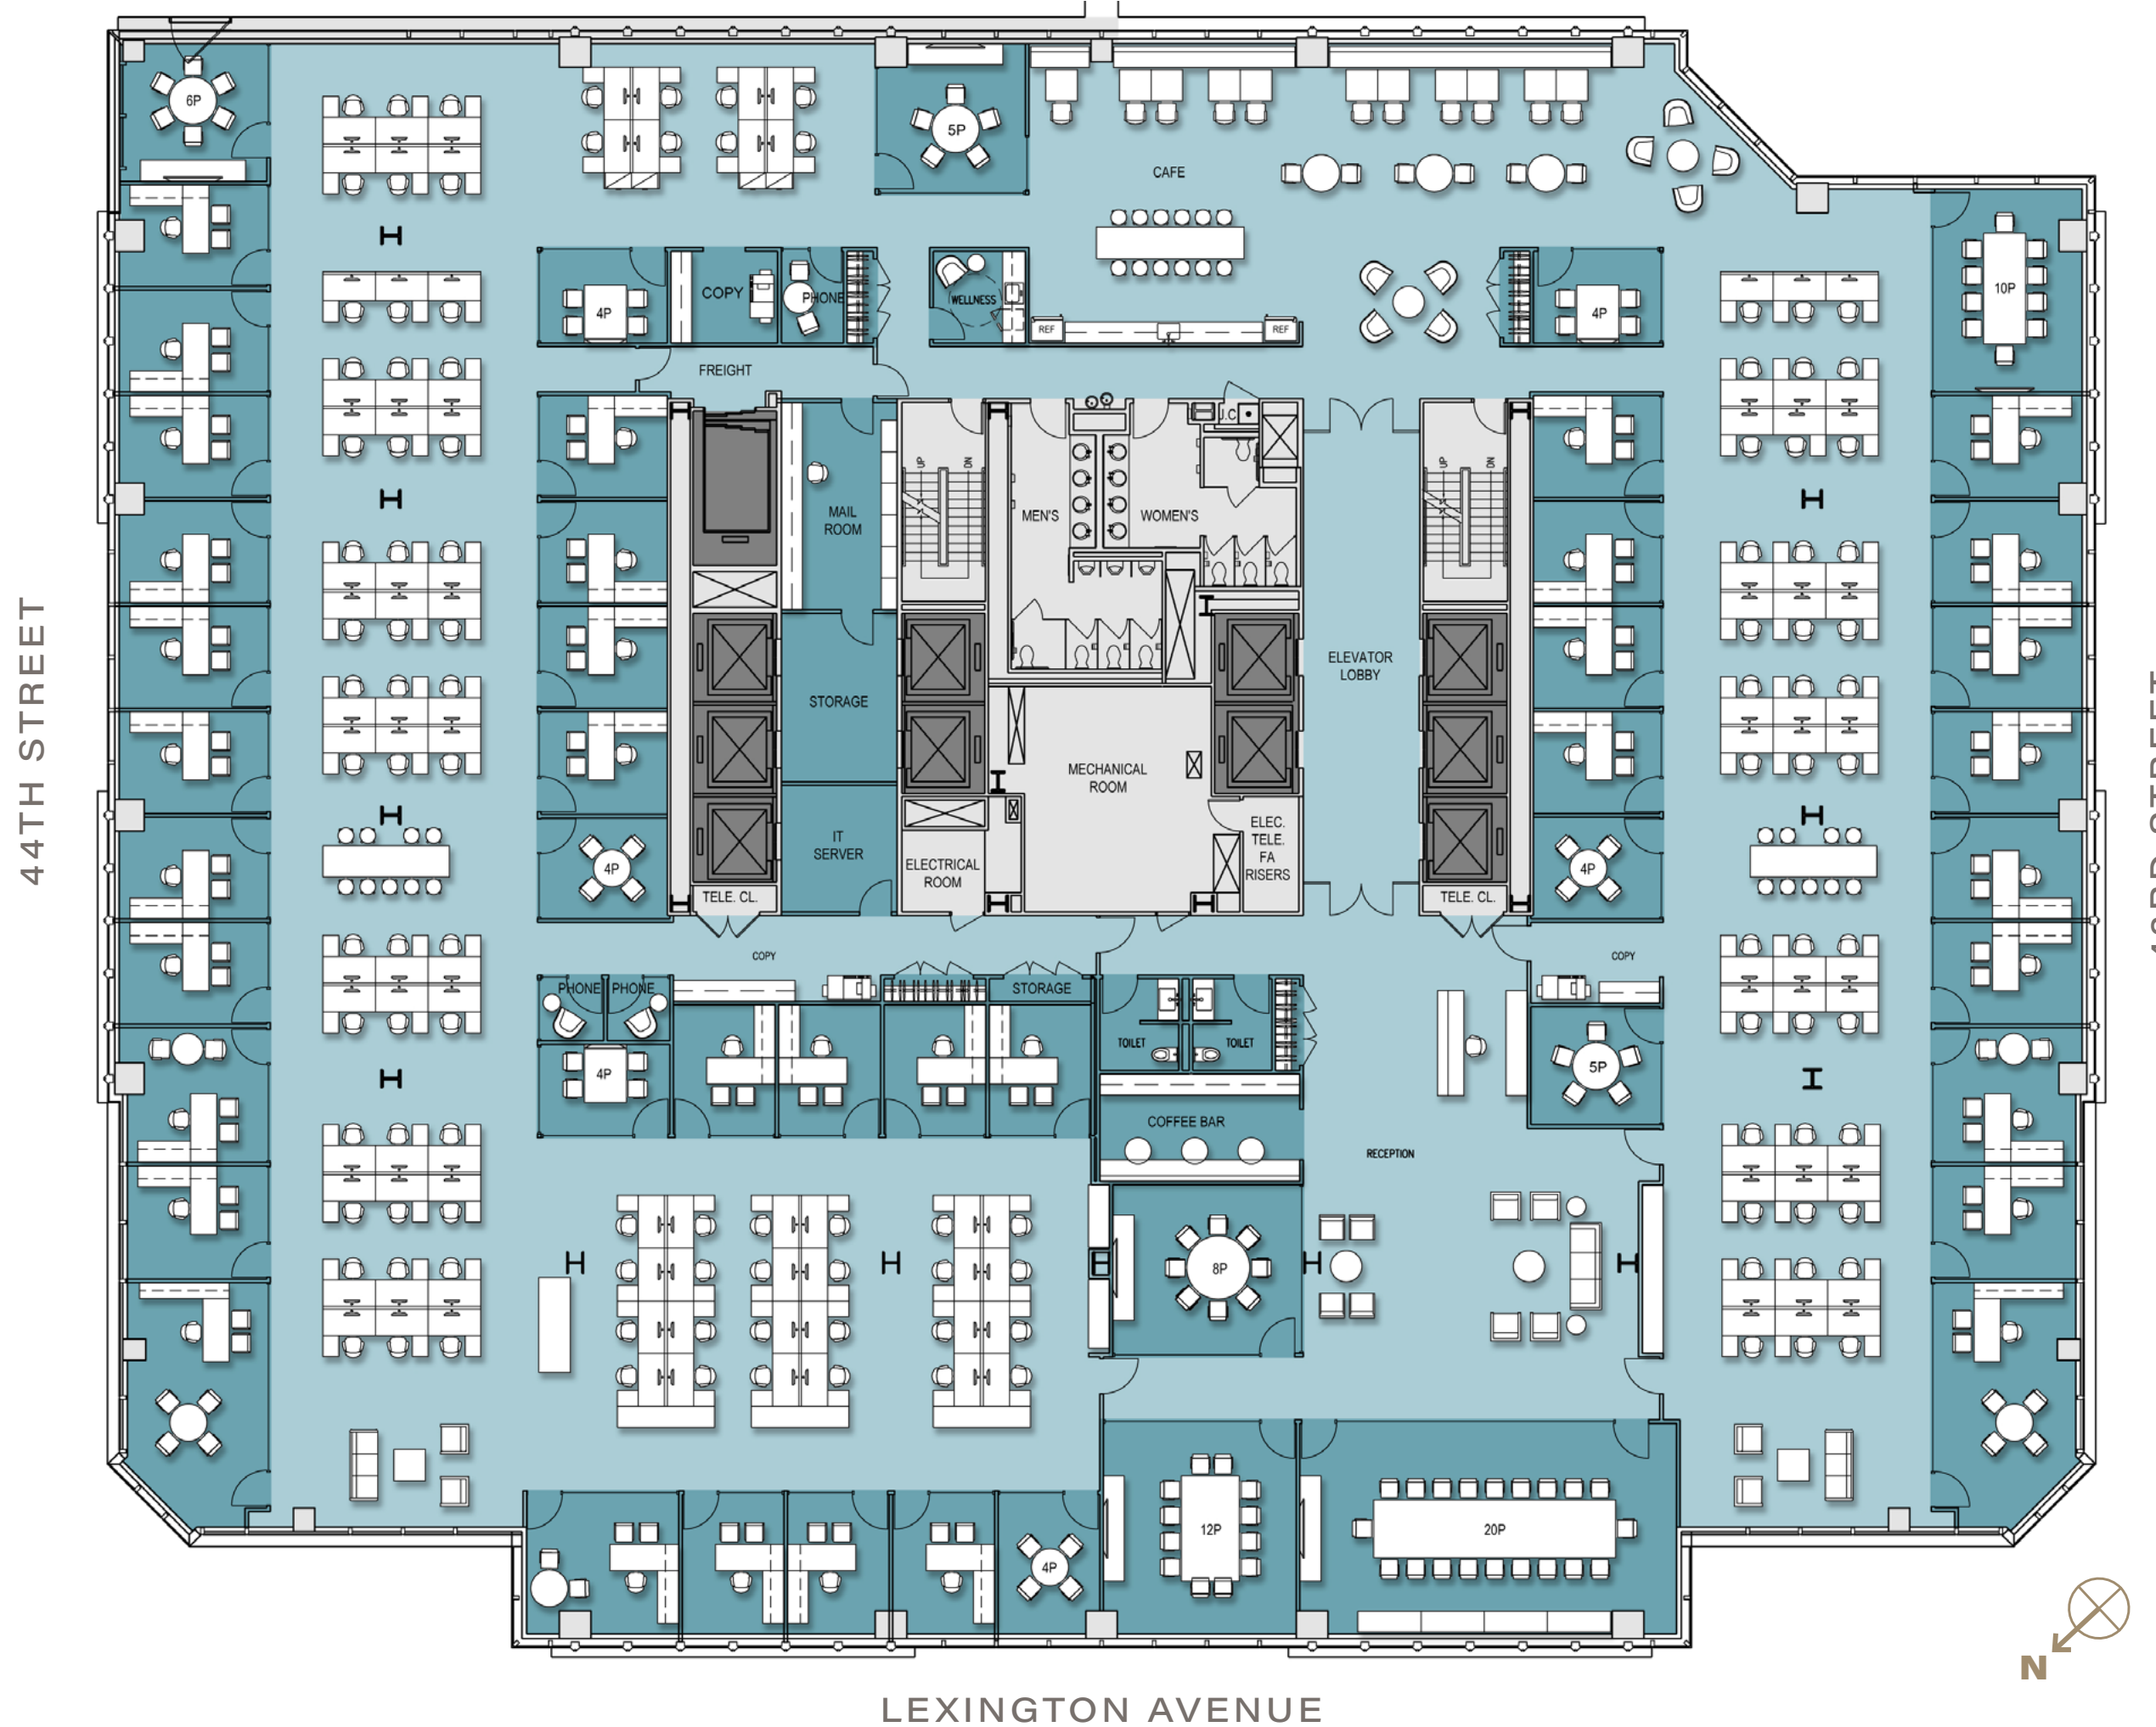 6P
5P
CAFE
4P
COPY
PHONE
WELLNESS
REF
REF
4P
10P
FREIGHT
J.C
UP
DN
UP
DN
MAIL
ROOM
MEN'S
WOMEN'S
44TH STREET
ELEVATOR
LOBBY
STORAGE
MECHANICAL
ROOM
IT
SERVER
ELECTRICAL
ROOM
ELEC.
TELE.
FA
RISERS
4P
4P
TELE. CL.
TELE. CL.
COPY
COPY
PHONE
PHONE
STORAGE
TOILET
TOILET
4P
5P
COFFEE BAR
RECEPTION
8P
12P
20P
4P
N
LEXINGTON AVENUE